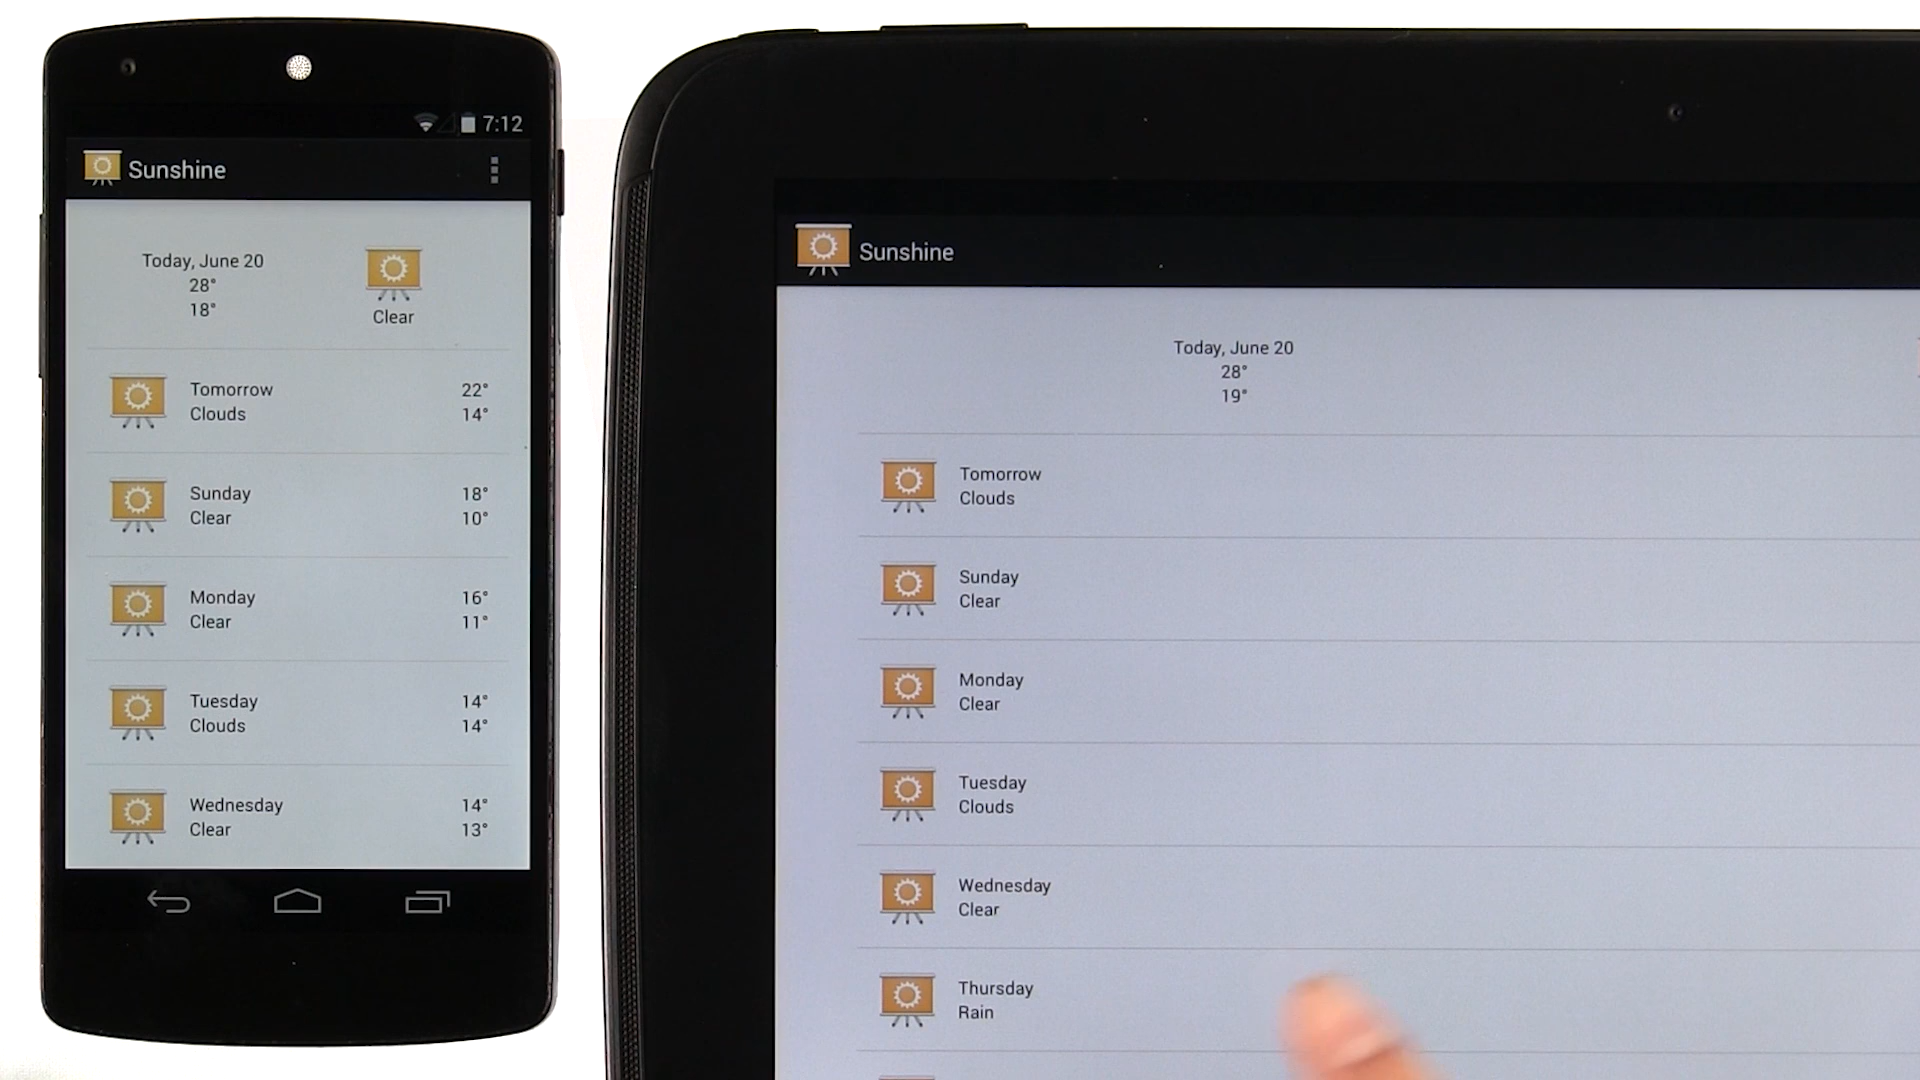 7:12
Sunshine
Today, June 20
28°
18°
Clear
Tomorrow 22°
Clouds 14°
Sunday 18°
Clear 10°
Monday 16°
Clear 11°
Tuesday 14°
Clouds 14°
Wednesday 14°
Clear 13°
Sunshine
Today, June 20
28°
19°
Tomorrow
Clouds
Sunday
Clear
Monday
Clear
Tuesday
Clouds
Wednesday
Clear
Thursday
Rain